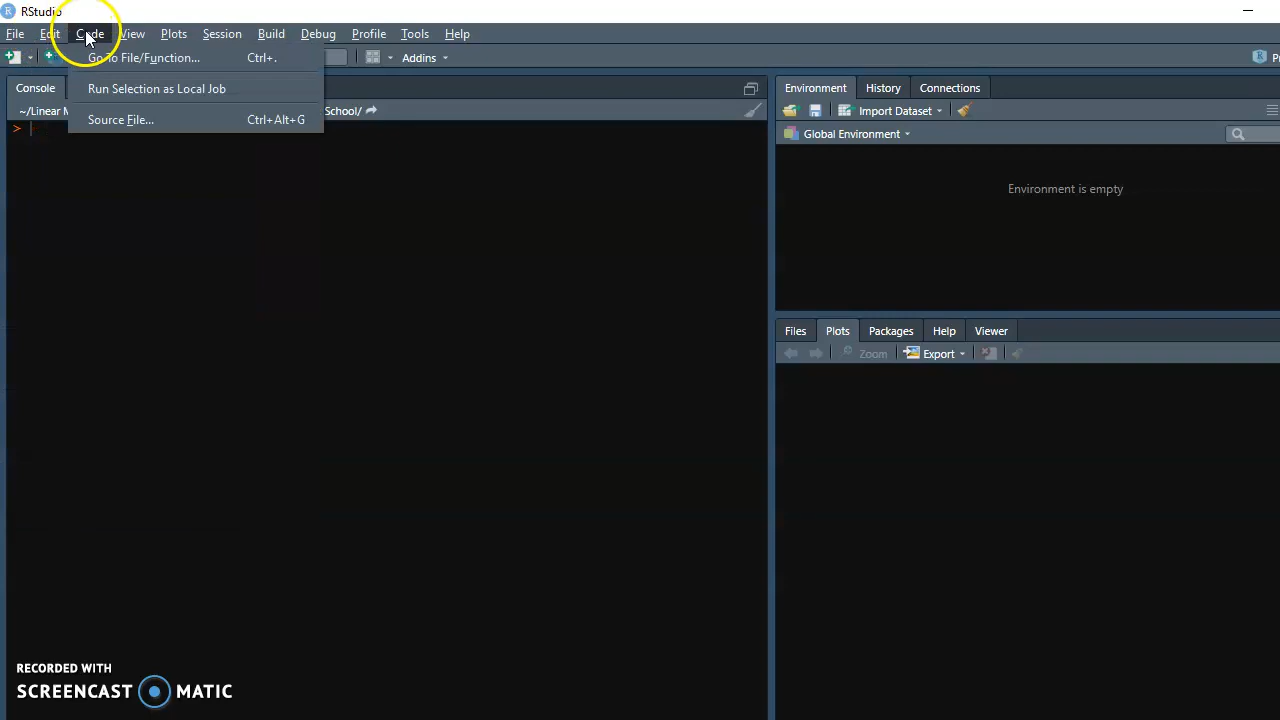 RStudio
File Edit Code View Plots Session Build Debug Profile Tools Help
Go To File/Function... Ctrl+.
Addins
Run Selection as Local Job
Source File... Ctrl+Alt+G
Console
~/Linear School/
>
Environment History Connections
Import Dataset
Global Environment
Environment is empty
Files Plots Packages Help Viewer
Zoom Export
RECORDED WITH
SCREENCAST MATIC